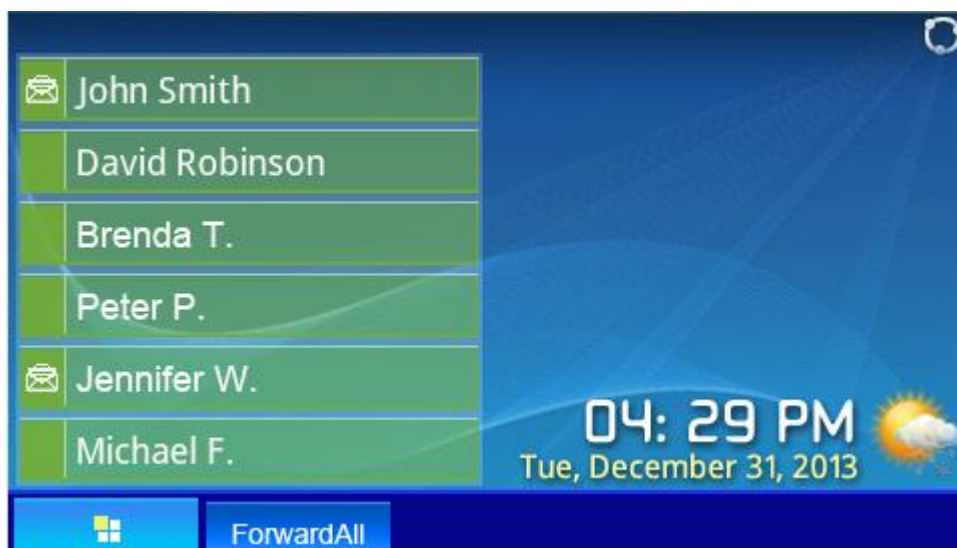 John Smith
David Robinson
Brenda T.
Peter P.
Jennifer W.
Michael F.
04: 29 PM
Tue, December 31, 2013
ForwardAll